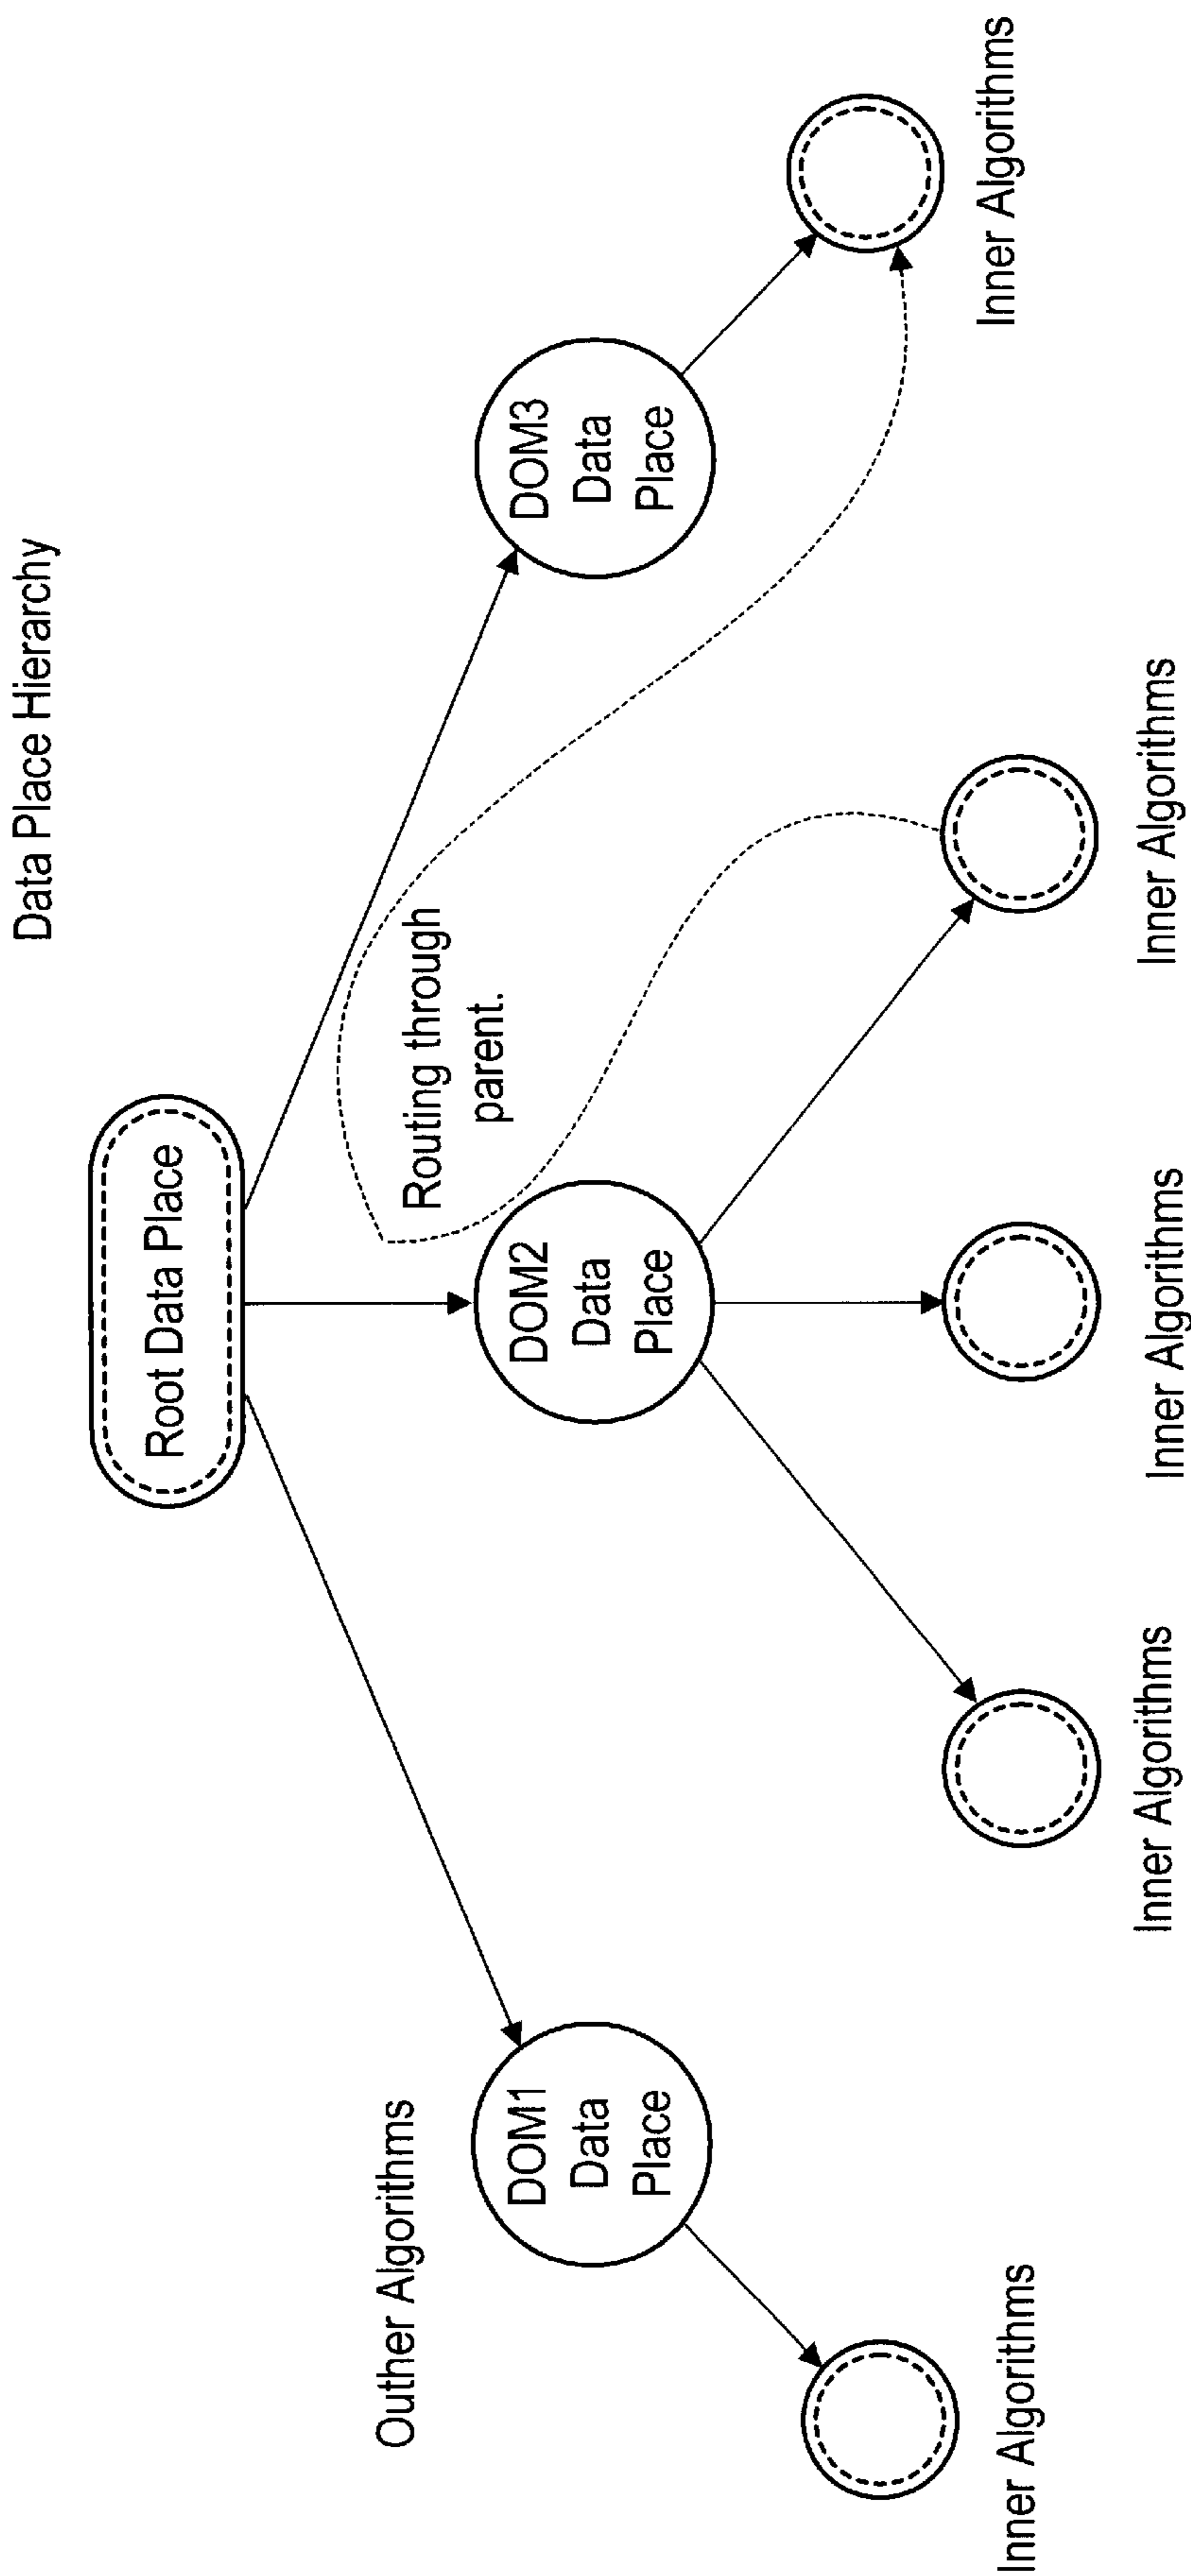 Data Place Hierarchy
Root Data Place
Routing through
parent.
Outher Algorithms
DOM1
Data
Place
DOM2
Data
Place
DOM3
Data
Place
Inner Algorithms
Inner Algorithms
Inner Algorithms
Inner Algorithms
Inner Algorithms